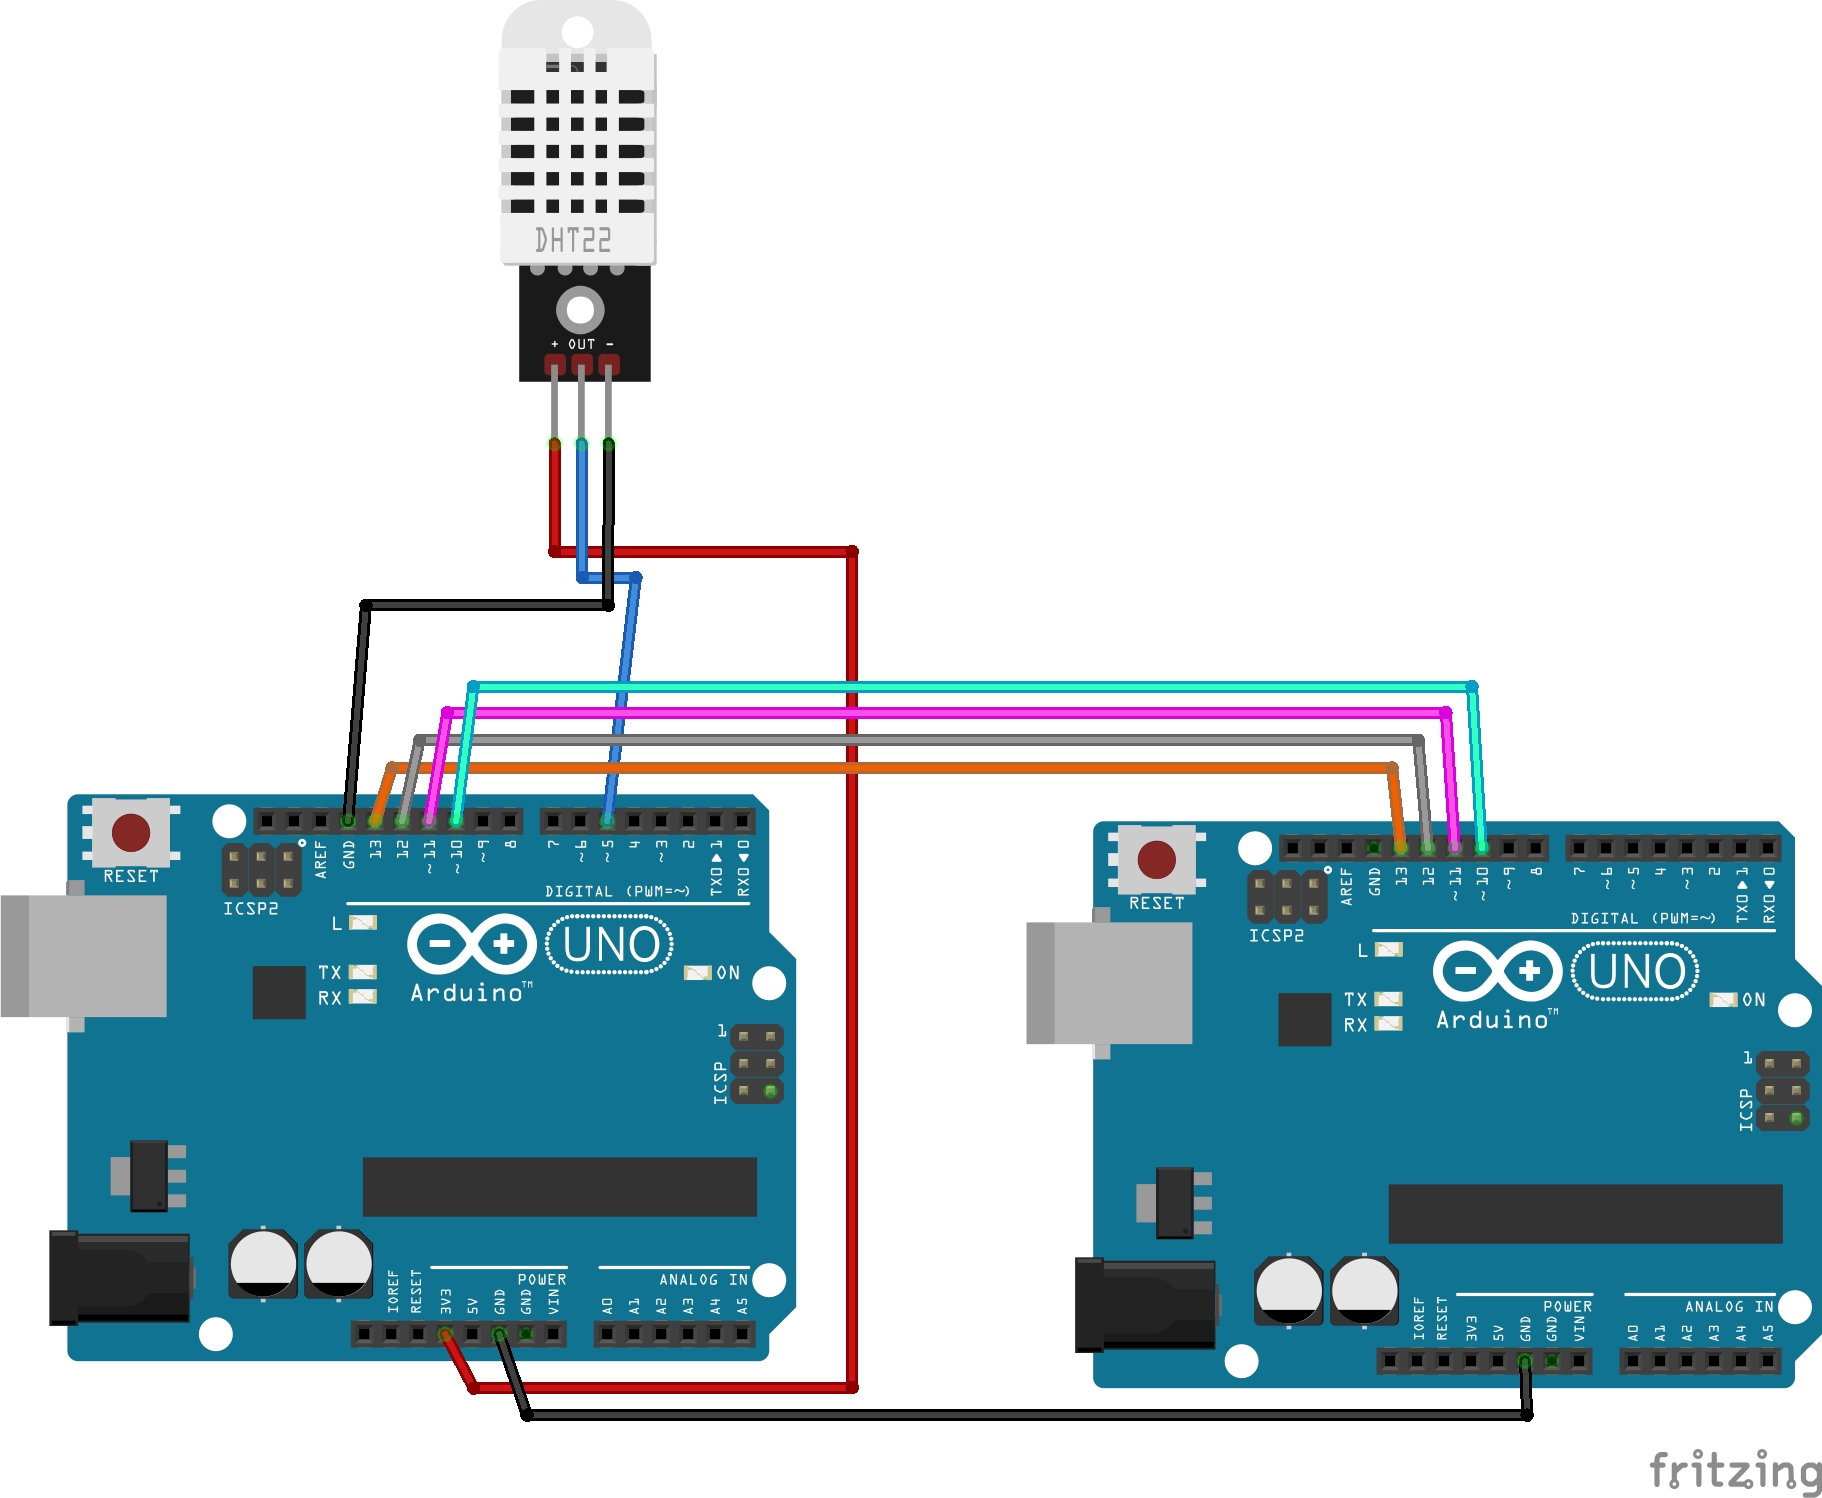 DHT22
+ OUT -
RESET
ICSP2
AREF
GND
13
12
~11
~10
~9
8
7
~6
~5
4
~3
2
TX0▶1
RX0◀0
DIGITAL (PWM=~)
L
TX
RX
Arduino™
UNO
ON
1
ICSP
IOREF
RESET
3V3
5V
GND
GND
VIN
POWER
ANALOG IN
A0
A1
A2
A3
A4
A5
RESET
ICSP2
AREF
GND
13
12
~11
~10
~9
8
7
~6
~5
4
~3
2
TX0▶1
RX0◀0
DIGITAL (PWM=~)
L
TX
RX
Arduino™
UNO
ON
1
ICSP
IOREF
RESET
3V3
5V
GND
GND
VIN
POWER
ANALOG IN
A0
A1
A2
A3
A4
A5
fritzing